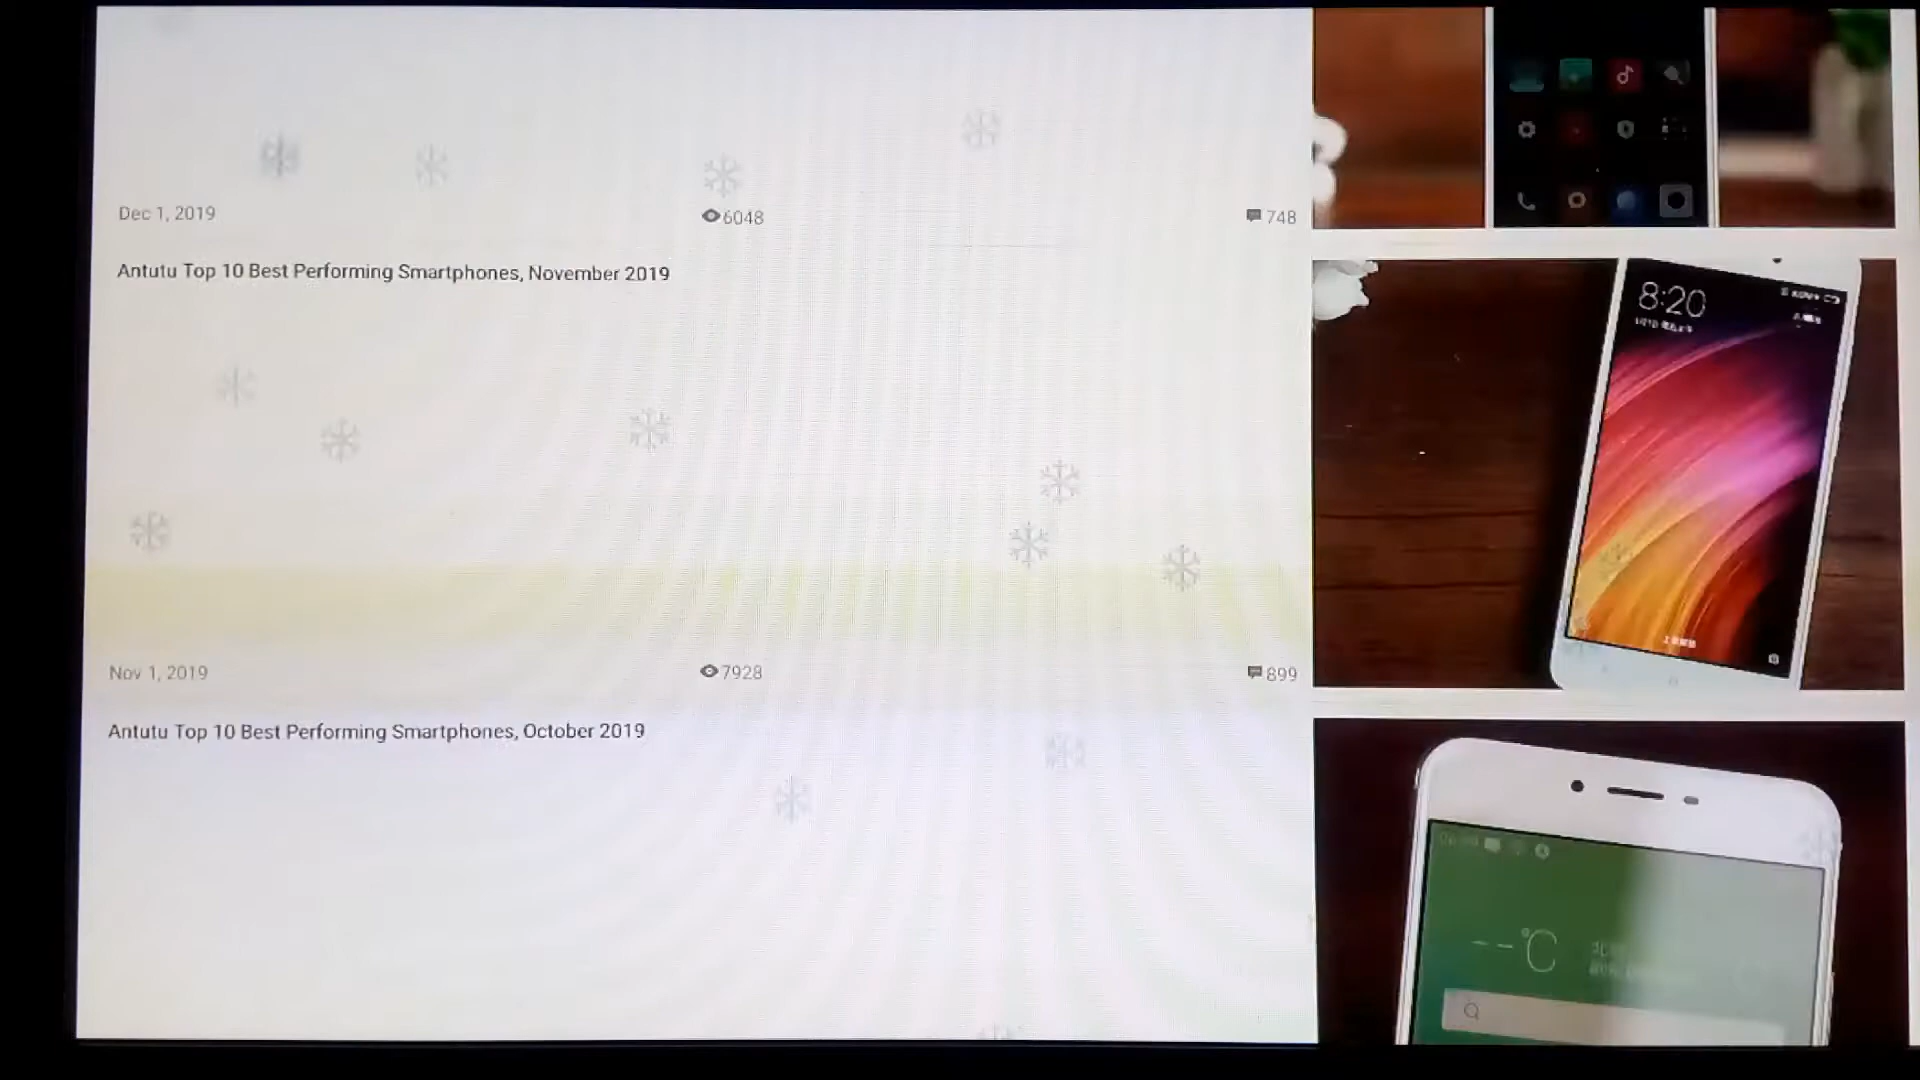 Dec 1, 2019
6048
748
Antutu Top 10 Best Performing Smartphones, November 2019
8:20
Nov 1, 2019
7928
899
Antutu Top 10 Best Performing Smartphones, October 2019
--°C